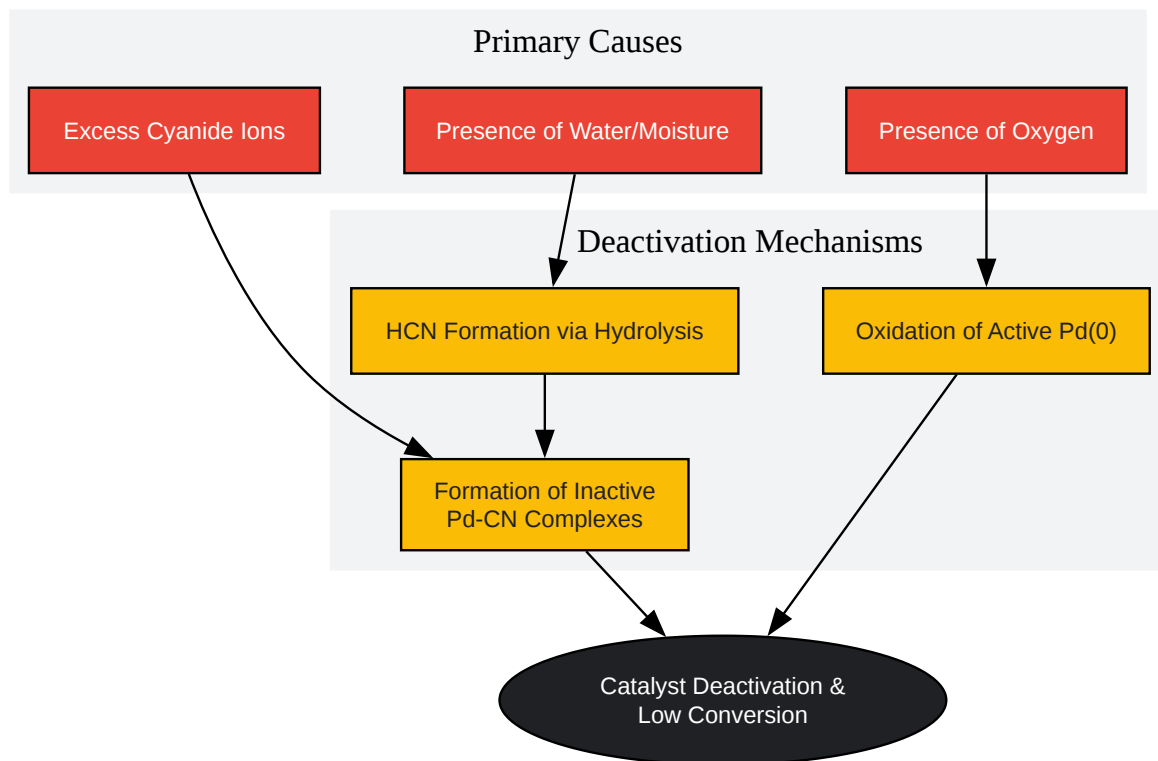 Primary Causes
Excess Cyanide Ions
Presence of Water/Moisture
Presence of Oxygen
Deactivation Mechanisms
HCN Formation via Hydrolysis
Oxidation of Active Pd(0)
Formation of Inactive
Pd-CN Complexes
Catalyst Deactivation &
Low Conversion